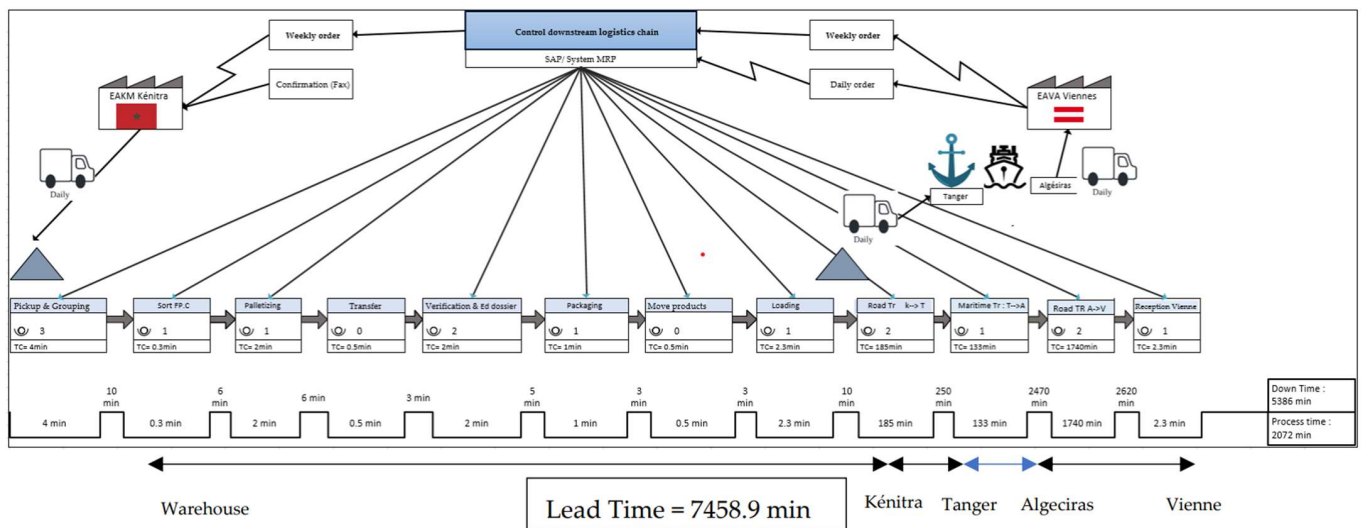 Weekly order
Control downstream logistics chain
Weekly order
SAP/ System MRP
EAKM Kénitra
Confirmation (Fax)
Daily order
EAVA Viennes
Daily
Tanger
Algésiras
Daily
Daily
Pickup & Grouping
Sort FP.C
Palletizing
Transfer
Verification & Ed dossier
Packaging
Move products
Loading
Road Tr k--> T
Maritime Tr : T-->A
Road TR A->V
Reception Vienne
3
1
1
0
2
1
0
1
2
1
2
1
TC= 4min
TC= 0.3min
TC= 2min
TC= 0.5min
TC= 2min
TC= 1min
TC= 0.5min
TC= 2.3min
TC= 185min
TC= 133min
TC= 1740min
TC= 2.3min
10 min
6 min
6 min
3 min
5 min
3 min
3 min
10 min
250 min
2470 min
2620 min
Down Time :
5386 min
4 min
0.3 min
2 min
0.5 min
2 min
1 min
0.5 min
2.3 min
185 min
133 min
1740 min
2.3 min
Process time :
2072 min
Warehouse
Lead Time = 7458.9 min
Kénitra
Tanger
Algeciras
Vienne